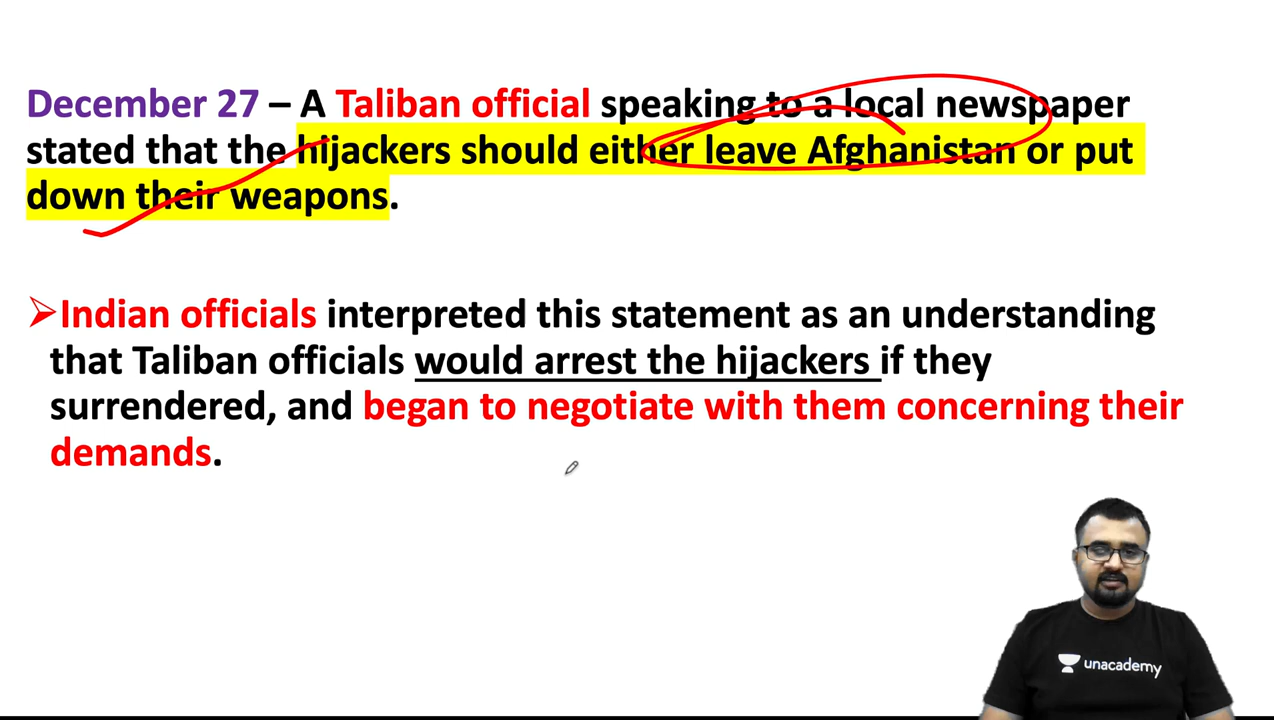 December 27 – A Taliban official speaking to a local newspaper
stated that the hijackers should either leave Afghanistan or put
down their weapons.
➢Indian officials interpreted this statement as an understanding
that Taliban officials would arrest the hijackers if they
surrendered, and began to negotiate with them concerning their
demands.
unacademy